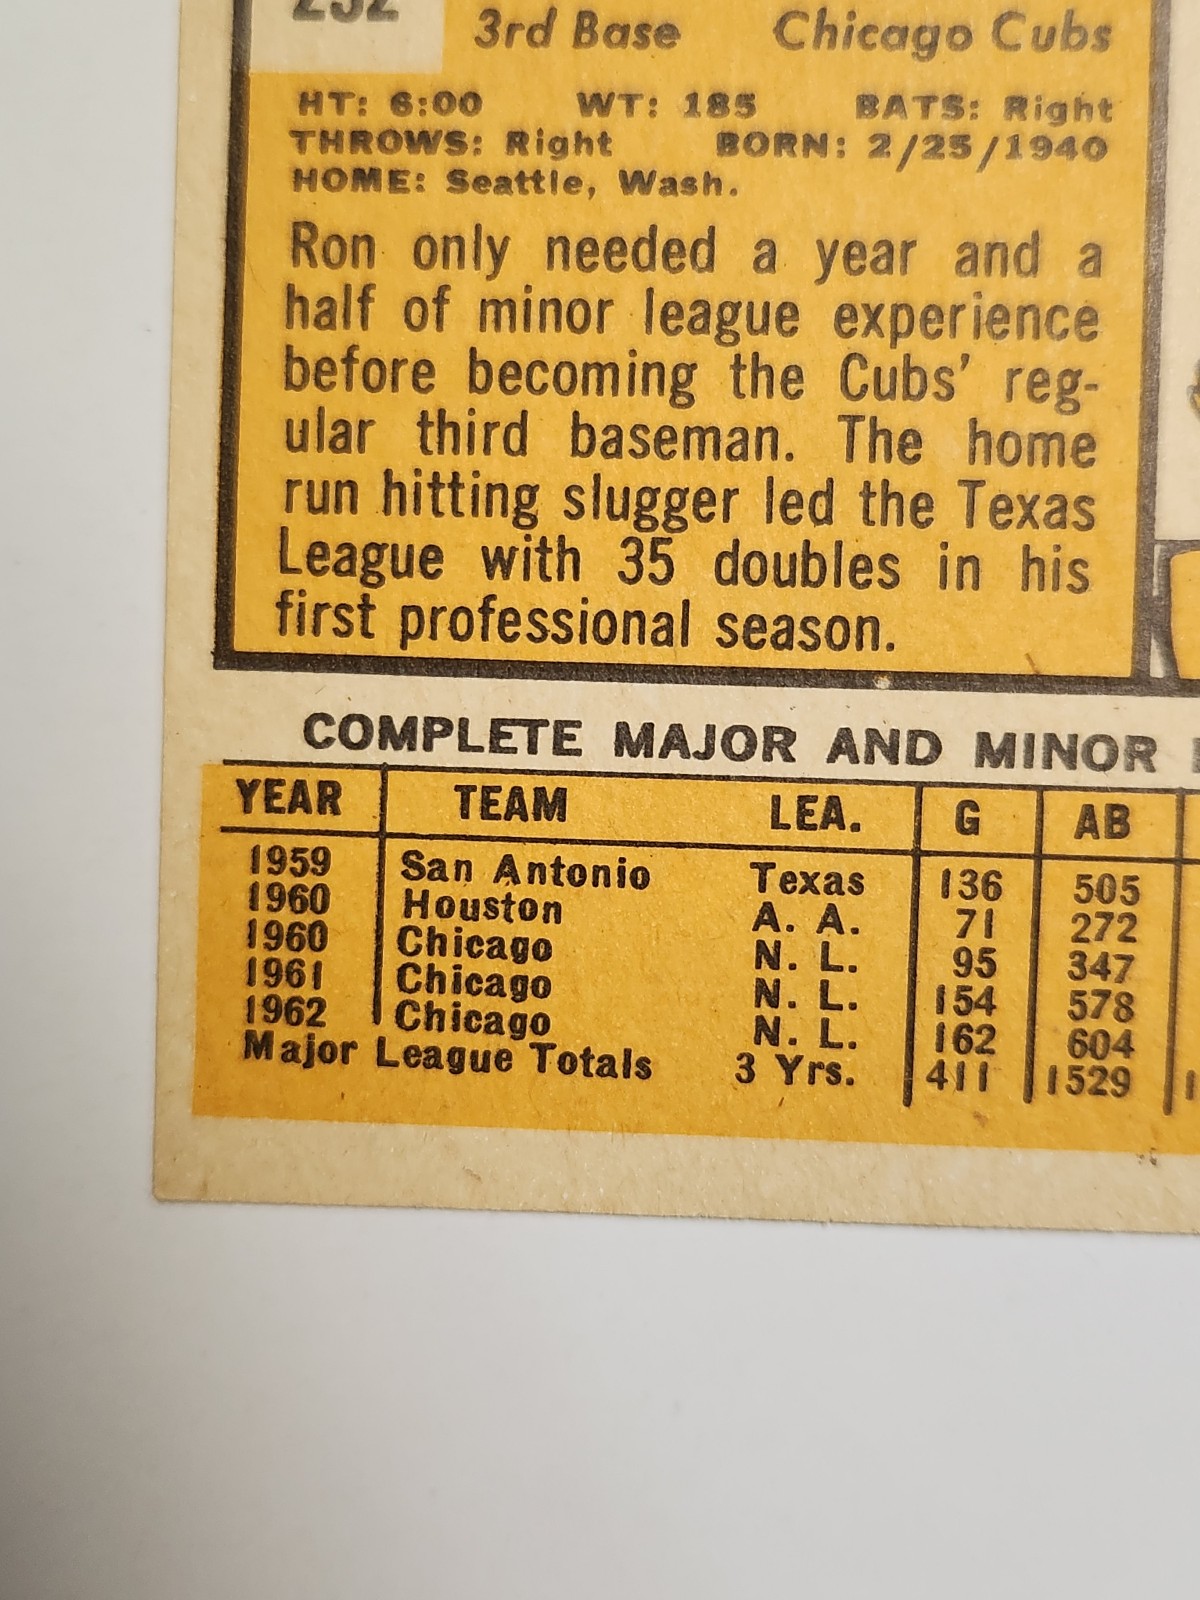 252
3rd Base Chicago Cubs
HT: 6:00 WT: 185 BATS: Right
THROWS: Right BORN: 2/25/1940
HOME: Seattle, Wash.
Ron only needed a year and a
half of minor league experience
before becoming the Cubs' reg-
ular third baseman. The home
run hitting slugger led the Texas
League with 35 doubles in his
first professional season.
COMPLETE MAJOR AND MINOR
YEAR TEAM LEA. G AB
1959 San Antonio Texas 136 505
1960 Houston A. A. 71 272
1960 Chicago N. L. 95 347
1961 Chicago N. L. 154 578
1962 Chicago N. L. 162 604
Major League Totals 3 Yrs. 411 1529